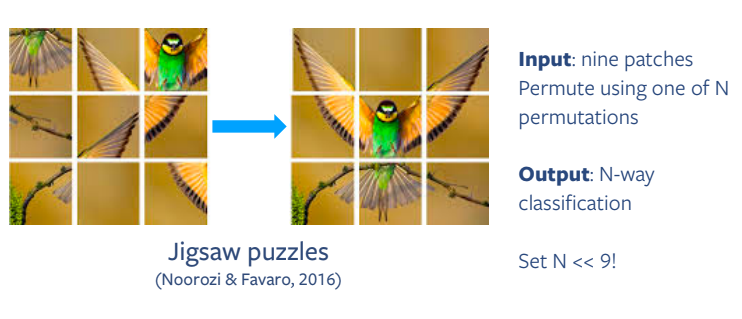 Input: nine patches
Permute using one of N
permutations
Output: N-way
classification
Set N << 9!
Jigsaw puzzles
(Noorozi & Favaro, 2016)